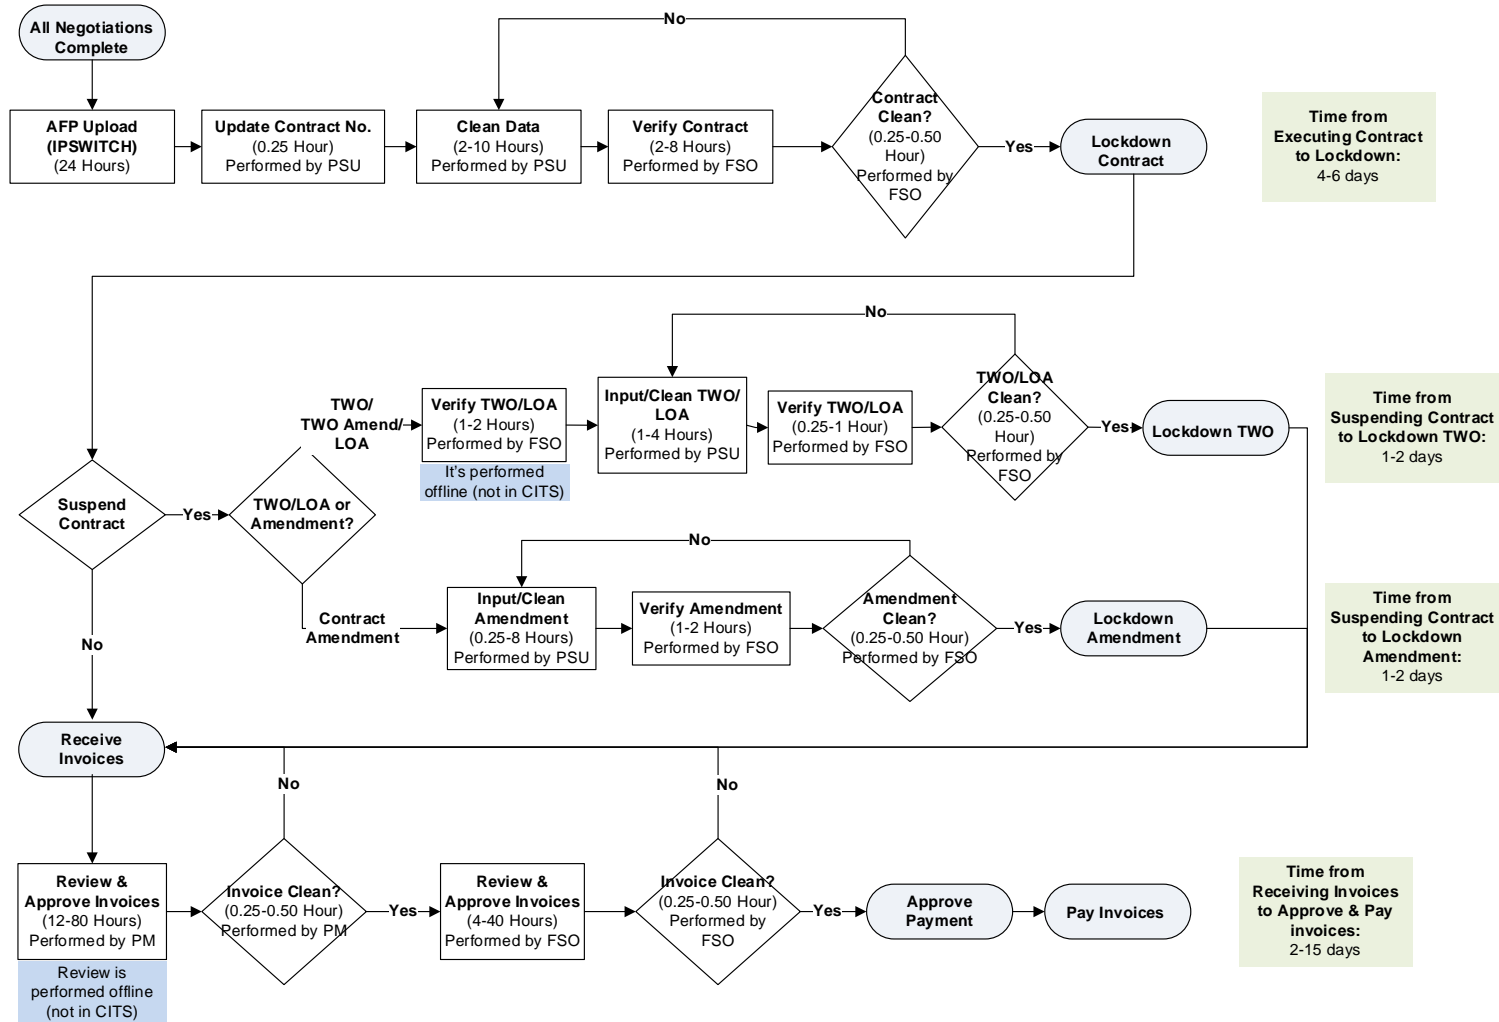 All Negotiations
Complete
No
AFP Upload
(IPSWITCH)
(24 Hours)
Update Contract No.
(0.25 Hour)
Performed by PSU
Clean Data
(2-10 Hours)
Performed by PSU
Verify Contract
(2-8 Hours)
Performed by FSO
Contract
Clean?
(0.25-0.50
Hour)
Performed by
FSO
Yes
Lockdown
Contract
Time from
Executing Contract
to Lockdown:
4-6 days
No
TWO/
TWO Amend/
LOA
Verify TWO/LOA
(1-2 Hours)
Performed by FSO
It's performed
offline (not in CITS)
Input/Clean TWO/
LOA
(1-4 Hours)
Performed by PSU
Verify TWO/LOA
(0.25-1 Hour)
Performed by FSO
TWO/LOA
Clean?
(0.25-0.50
Hour)
Performed by
FSO
Yes
Lockdown TWO
Time from
Suspending Contract
to Lockdown TWO:
1-2 days
Suspend
Contract
Yes
TWO/LOA or
Amendment?
No
No
Contract
Amendment
Input/Clean
Amendment
(0.25-8 Hours)
Performed by PSU
Verify Amendment
(1-2 Hours)
Performed by FSO
Amendment
Clean?
(0.25-0.50 Hour)
Performed by FSO
Yes
Lockdown
Amendment
Time from
Suspending Contract
to Lockdown
Amendment:
1-2 days
Receive
Invoices
No
No
Review &
Approve Invoices
(12-80 Hours)
Performed by PM
Review is
performed offline
(not in CITS)
Invoice Clean?
(0.25-0.50 Hour)
Performed by PM
Yes
Review &
Approve Invoices
(4-40 Hours)
Performed by FSO
Invoice Clean?
(0.25-0.50 Hour)
Performed by
FSO
Yes
Approve
Payment
Pay Invoices
Time from
Receiving Invoices
to Approve & Pay
invoices:
2-15 days